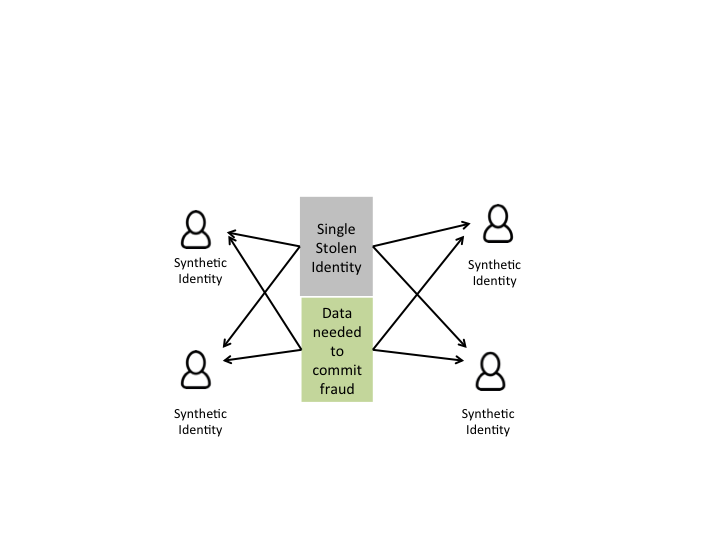 Single
Stolen
Identity
Data
needed
to
commit
fraud
Synthetic
Identity
Synthetic
Identity
Synthetic
Identity
Synthetic
Identity